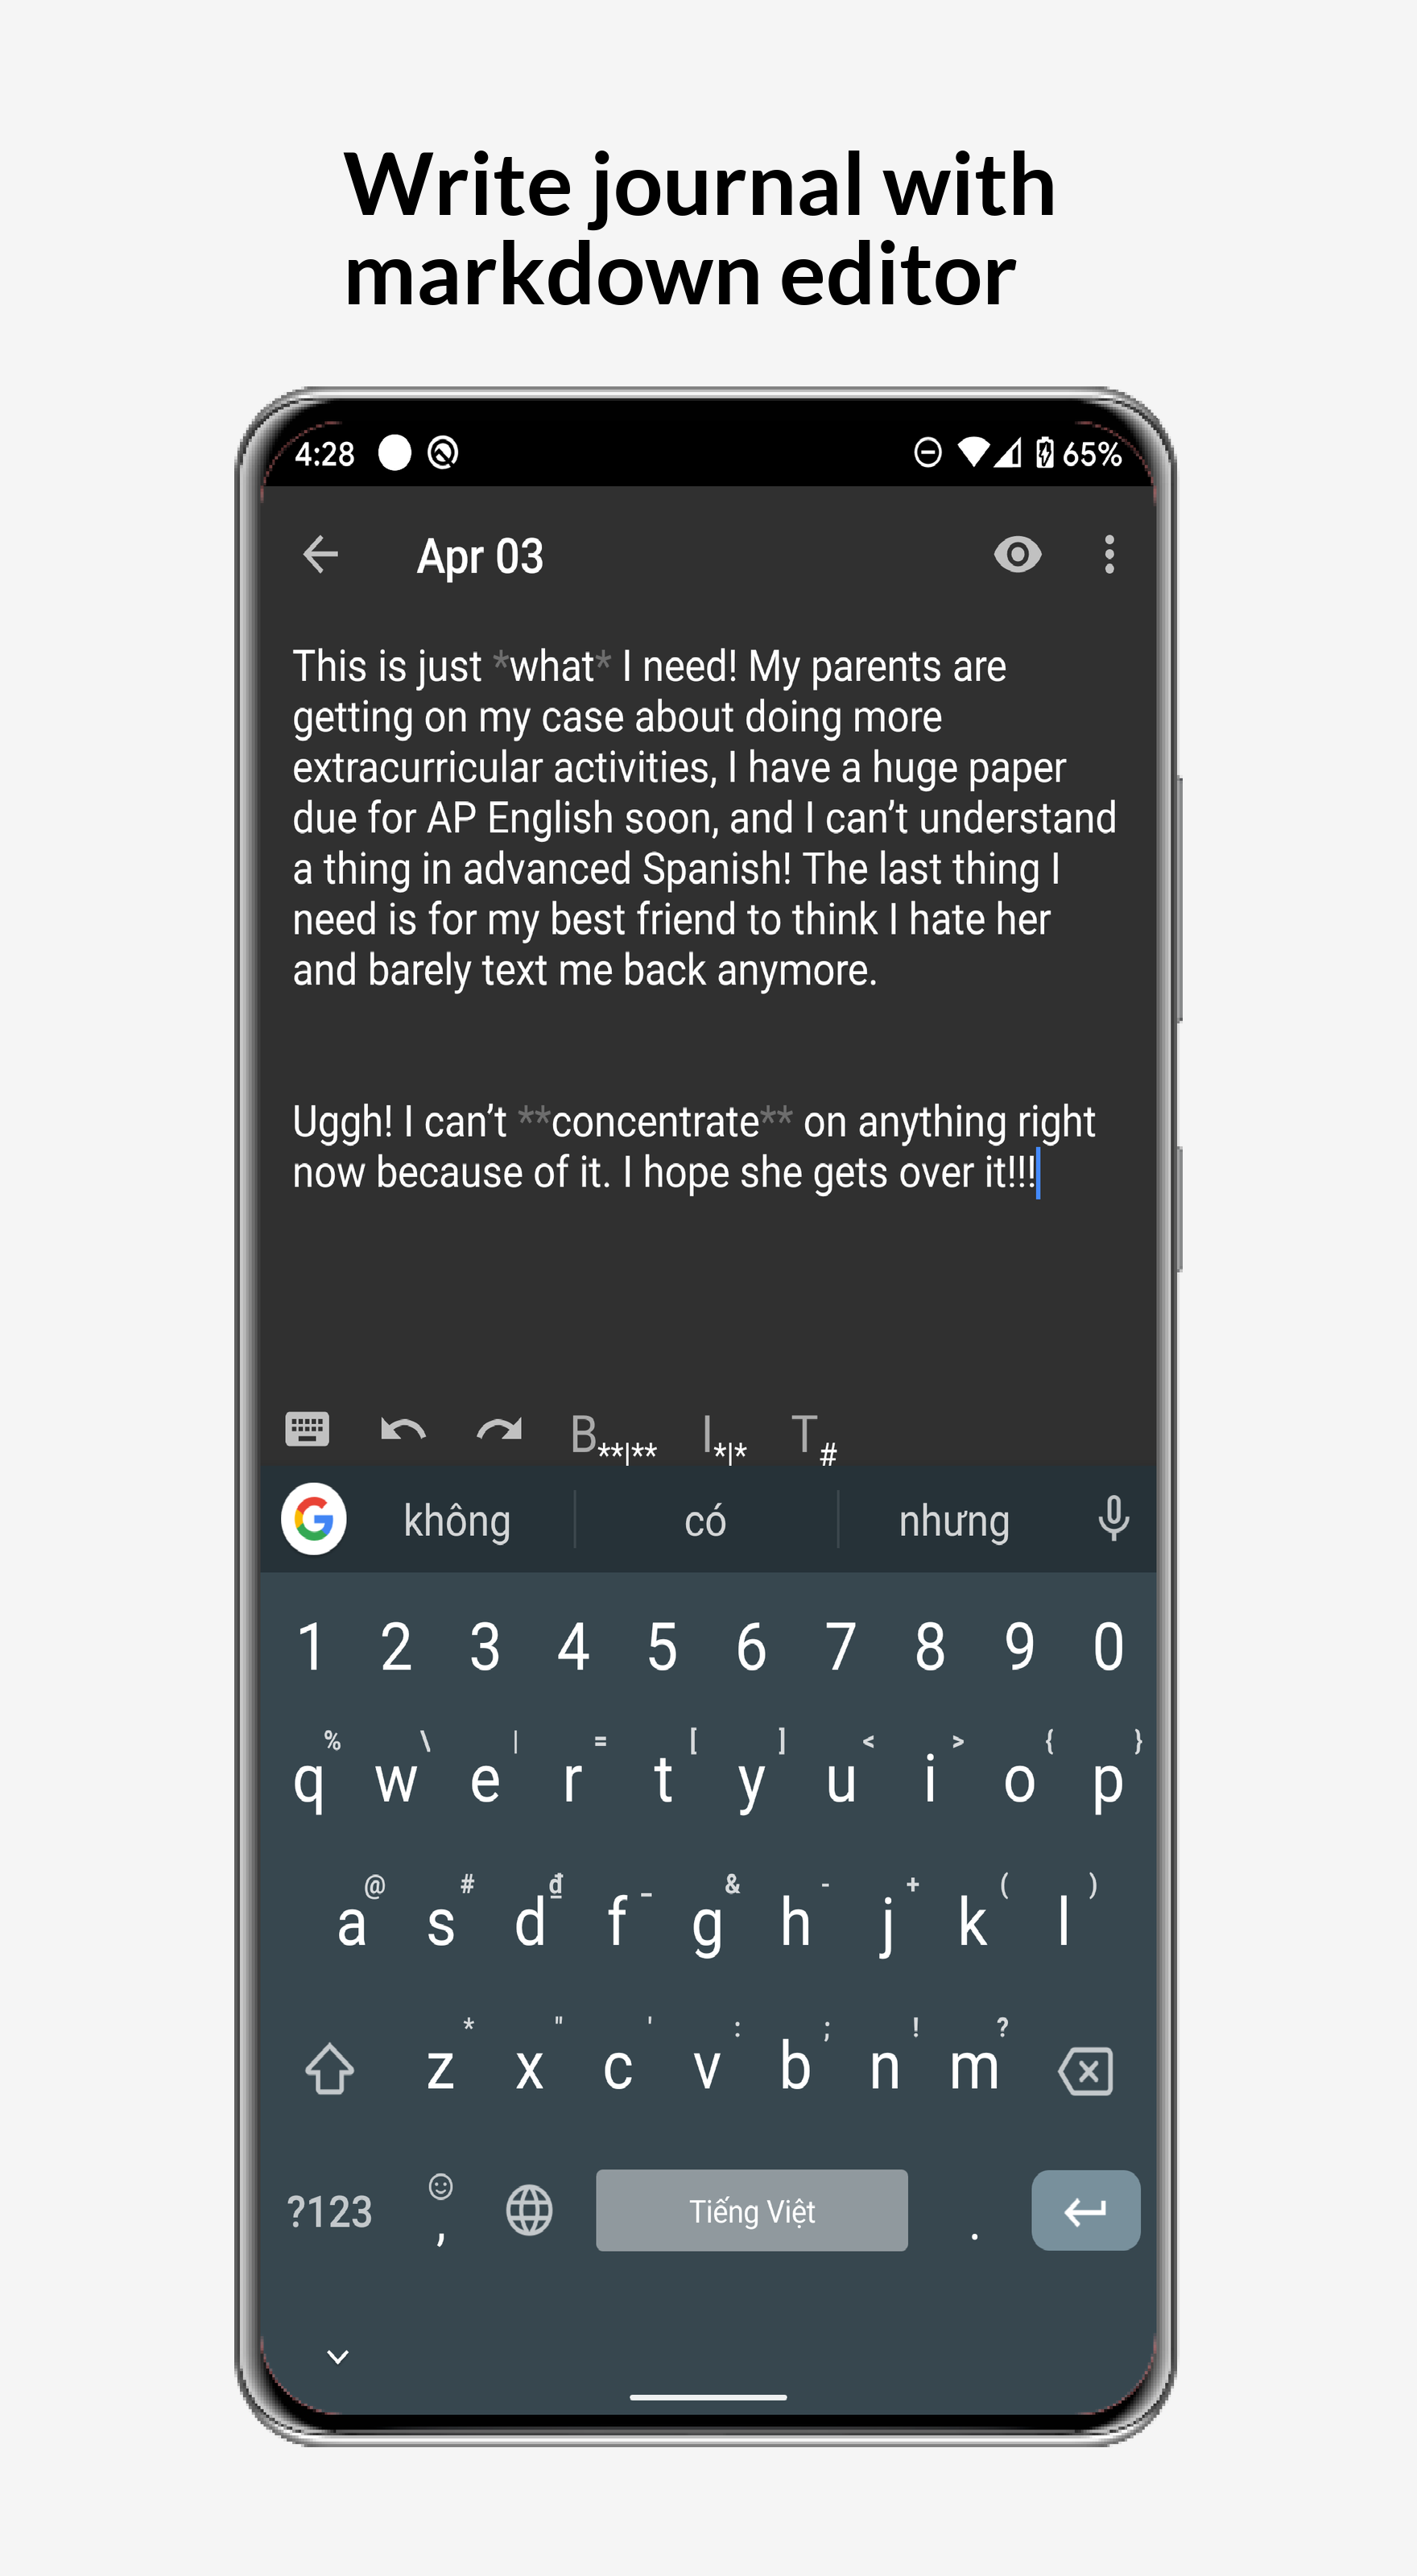 Write journal with
markdown editor
4:28
65%
Apr 03
This is just *what* I need! My parents are
getting on my case about doing more
extracurricular activities, I have a huge paper
due for AP English soon, and I can’t understand
a thing in advanced Spanish! The last thing I
need is for my best friend to think I hate her
and barely text me back anymore.
Uggh! I can’t **concentrate** on anything right
now because of it. I hope she gets over it!!!
B**|** I*|* T#
G không có nhưng
1 2 3 4 5 6 7 8 9 0
% \ | = [ ] < > { }
q w e r t y u i o p
@ # ₫ _ & - + ( )
a s d f g h j k l
* " ' : ; ! ?
z x c v b n m
?123 , Tiếng Việt .